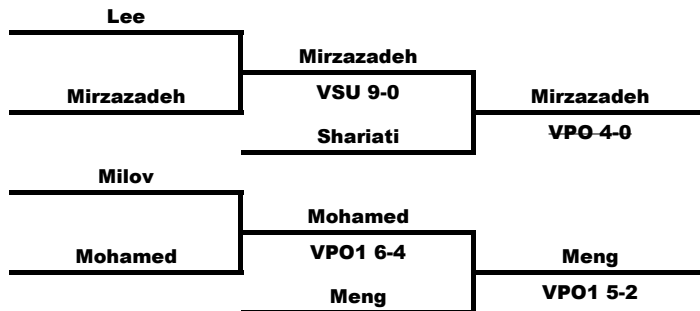 Lee
Mirzazadeh
Mirzazadeh
VSU 9-0
Mirzazadeh
Shariati
VPO 4-0
Milov
Mohamed
Mohamed
VPO1 6-4
Meng
Meng
VPO1 5-2